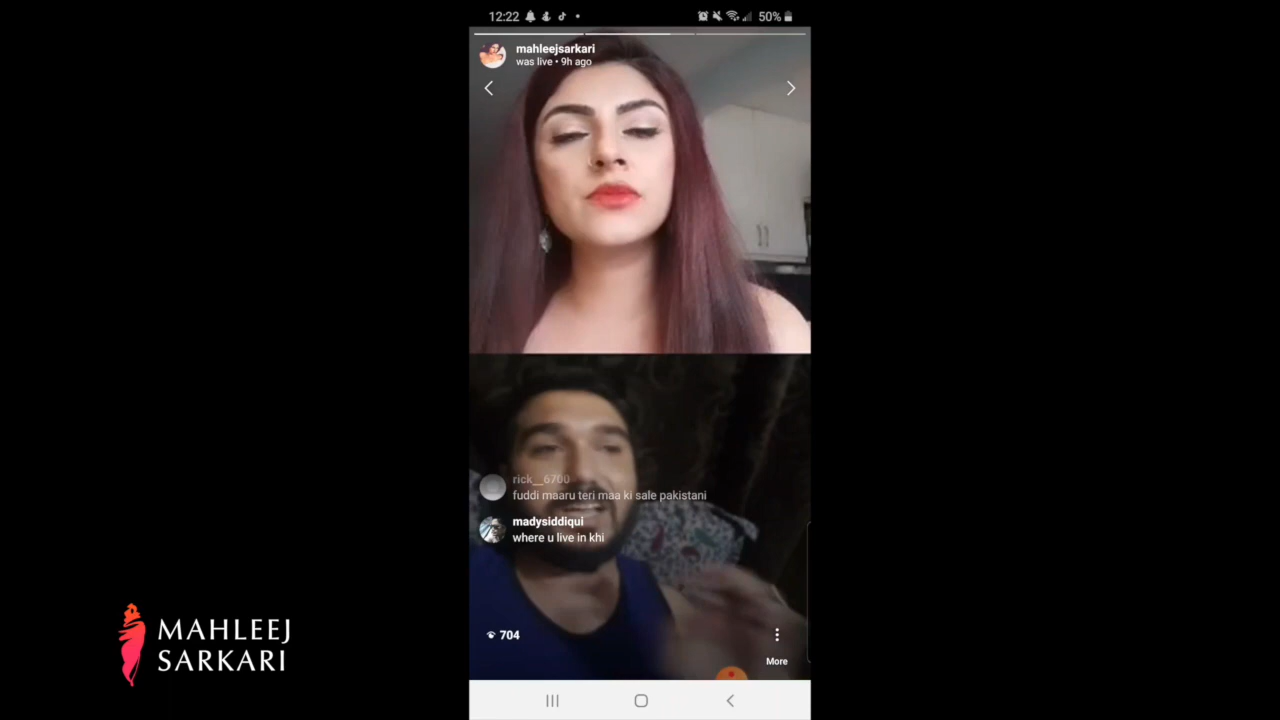 12:22
50%
mahleejsarkari
was live • 9h ago
rick__6700
fuddi maaru teri maa ki sale pakistani
madysiddiqui
where u live in khi
704
More
MAHLEEJ
SARKARI